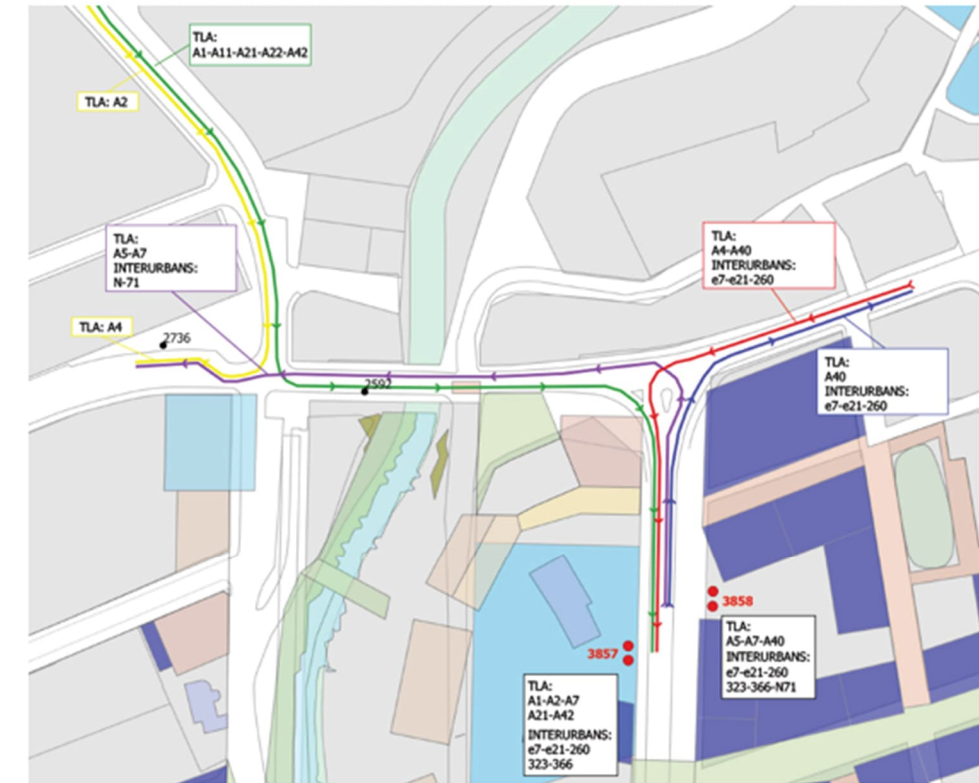 TLA:
A1-A11-A21-A22-A42
TLA: A2
TLA:
A5-A7
INTERURBANS:
N-71
TLA: A4
2736
2592
TLA:
A4-A40
INTERURBANS:
e7-e21-260
TLA:
A40
INTERURBANS:
e7-e21-260
3858
TLA:
A5-A7-A40
INTERURBANS:
e7-e21-260
323-366-N71
3857
TLA:
A1-A2-A7
A21-A42
INTERURBANS:
e7-e21-260
323-366